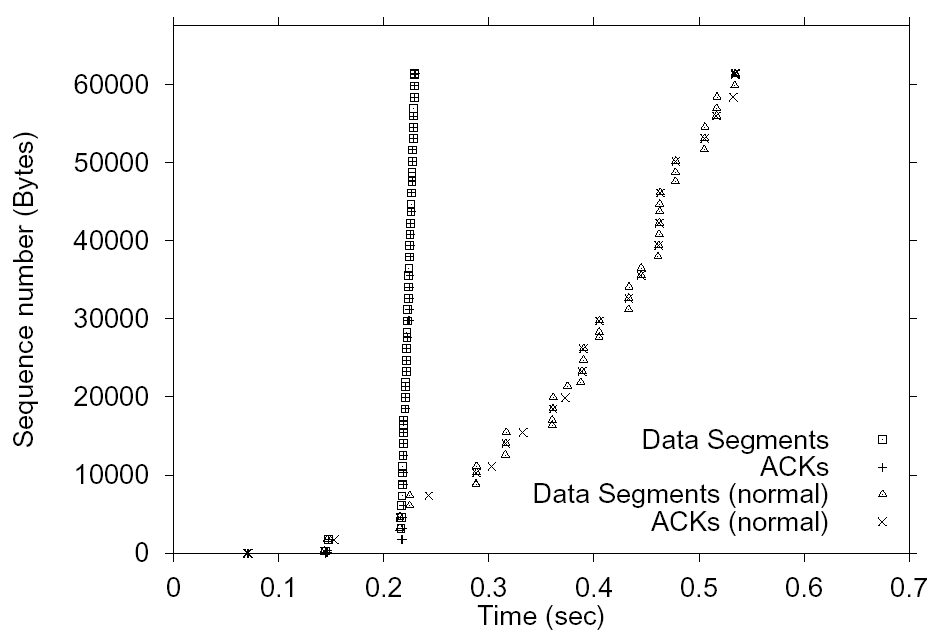 60000
50000
40000
30000
20000
10000
0
Sequence number (Bytes)
Data Segments
ACKs
Data Segments (normal)
ACKs (normal)
0 0.1 0.2 0.3 0.4 0.5 0.6 0.7
Time (sec)